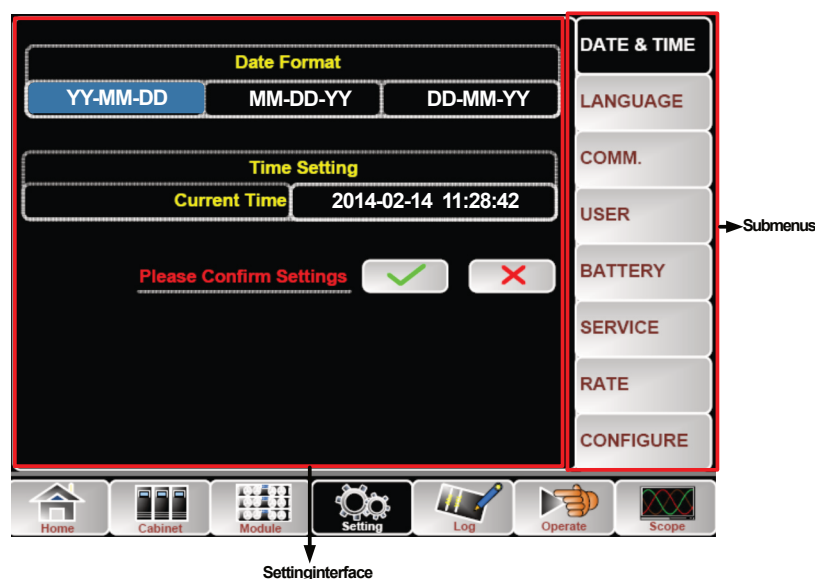 Date Format
YY-MM-DD MM-DD-YY DD-MM-YY
Time Setting
Current Time 2014-02-14 11:28:42
Please Confirm Settings
DATE & TIME
LANGUAGE
COMM.
USER
BATTERY
SERVICE
RATE
CONFIGURE
Submenus
Home Cabinet Module Setting Log Operate Scope
Settinginterface